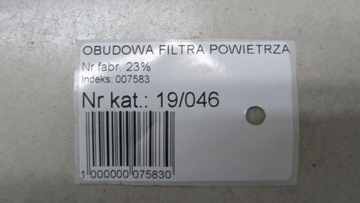 OBUDOWA FILTRA POWIETRZA
Nr fabr. 23%
Indeks: 007583
Nr kat.: 19/046
1 000000 075830